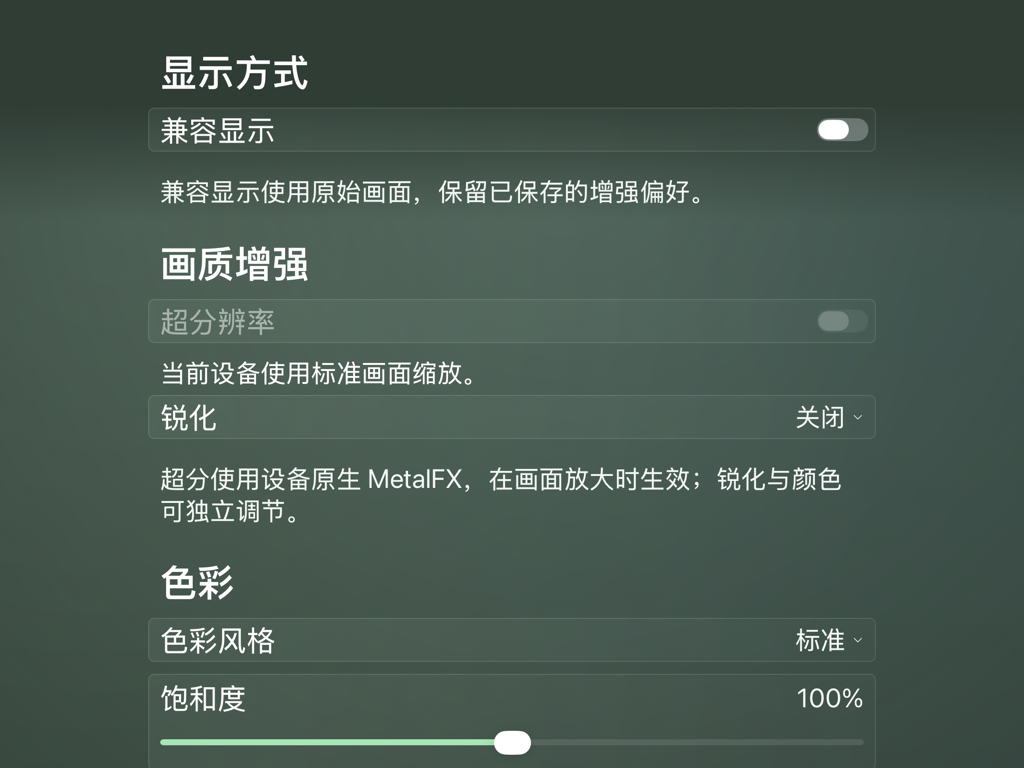 显示方式
兼容显示
兼容显示使用原始画面，保留已保存的增强偏好。
画质增强
超分辨率
当前设备使用标准画面缩放。
锐化 关闭
超分使用设备原生 MetalFX，在画面放大时生效；锐化与颜色
可独立调节。
色彩
色彩风格 标准
饱和度 100%